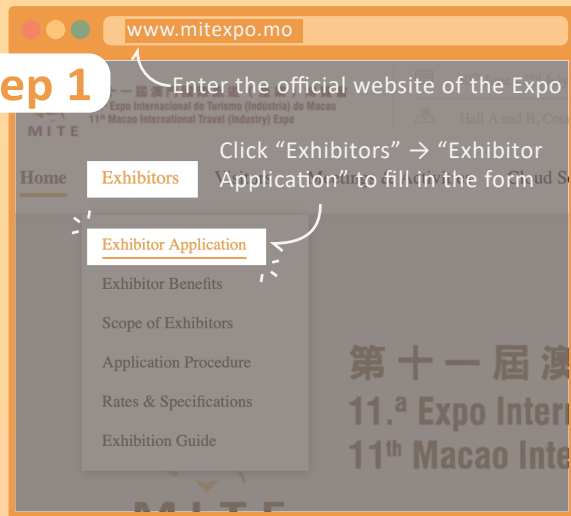 www.mitexpo.mo
ep 1
Enter the official website of the Expo
Expo Internacional de Turismo (Indústria) de Macau
11th Macao International Travel (Industry) Expo
MITE
Hall A and B, Cota
Click “Exhibitors” → “Exhibitor
Application” to fill in the form
Home Exhibitors
Exhibitor Application
Exhibitor Benefits
Scope of Exhibitors
Application Procedure
Rates & Specifications
Exhibition Guide
第十一屆澳
11.ª Expo Inter
11th Macao Inte
MITE